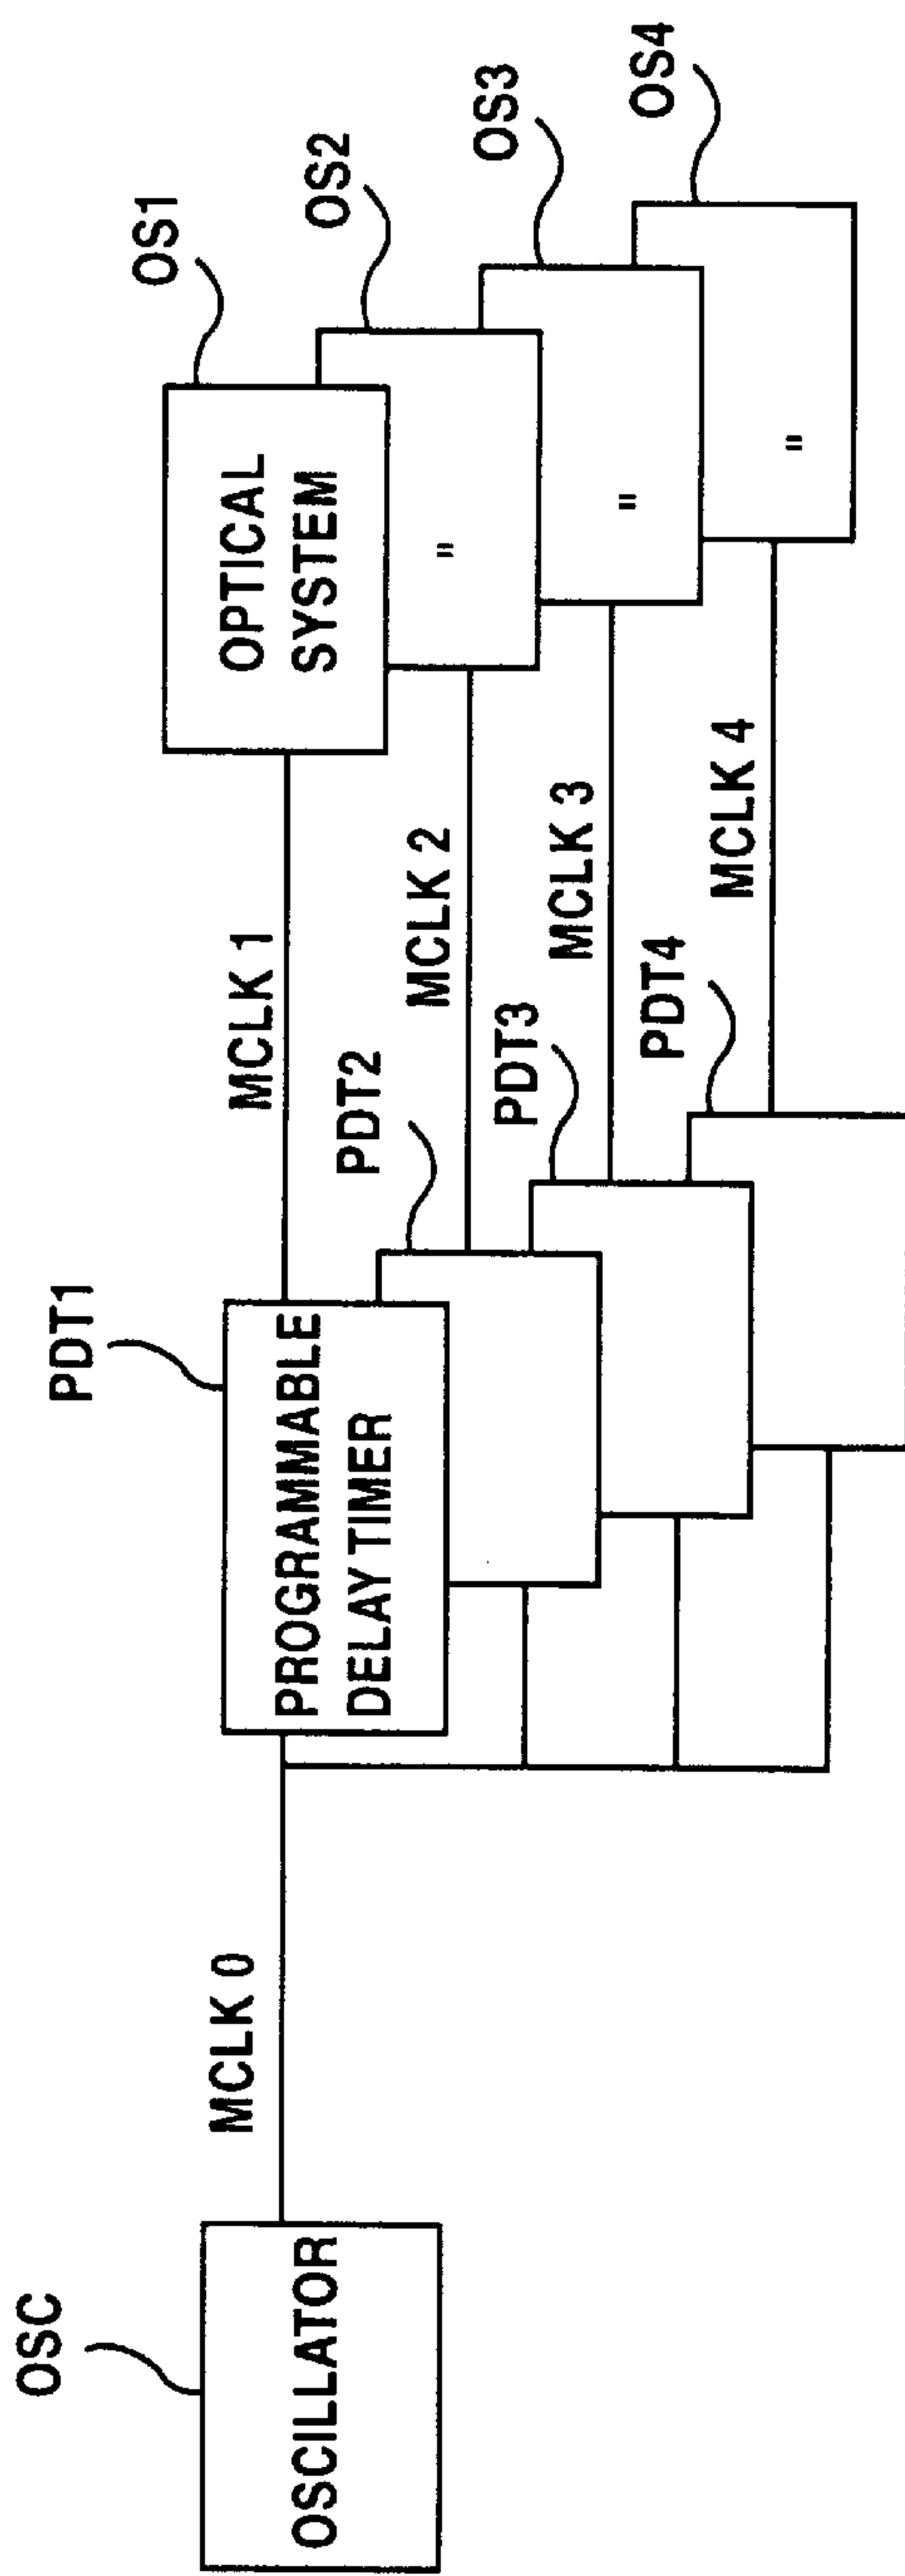 OSC
OSCILLATOR
MCLK 0
PDT1
PROGRAMMABLE
DELAY TIMER
PDT2
PDT3
PDT4
MCLK 1
MCLK 2
MCLK 3
MCLK 4
OS1
OPTICAL
SYSTEM
OS2
"
OS3
"
OS4
"